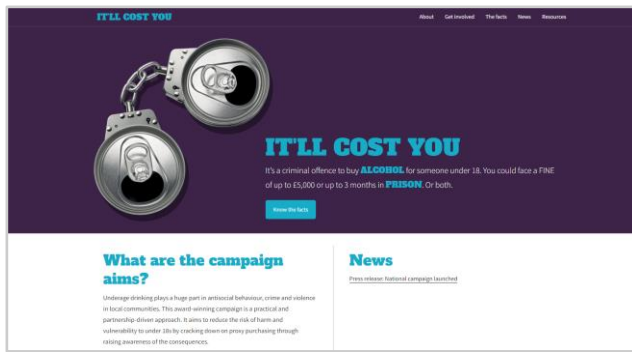 IT'LL COST YOU
About Get involved The facts News Resources
IT'LL COST YOU
It's a criminal offence to buy ALCOHOL for someone under 18. You could face a FINE
of up to £5,000 or up to 3 months in PRISON. Or both.
Know the facts
What are the campaign
aims?
Underage drinking plays a huge part in antisocial behaviour, crime and violence
in local communities. This award-winning campaign is a practical and
partnership-driven approach. It aims to reduce the risk of harm and
vulnerability to under 18s by cracking down on proxy purchasing through
raising awareness of the consequences.
News
Press release: National campaign launched